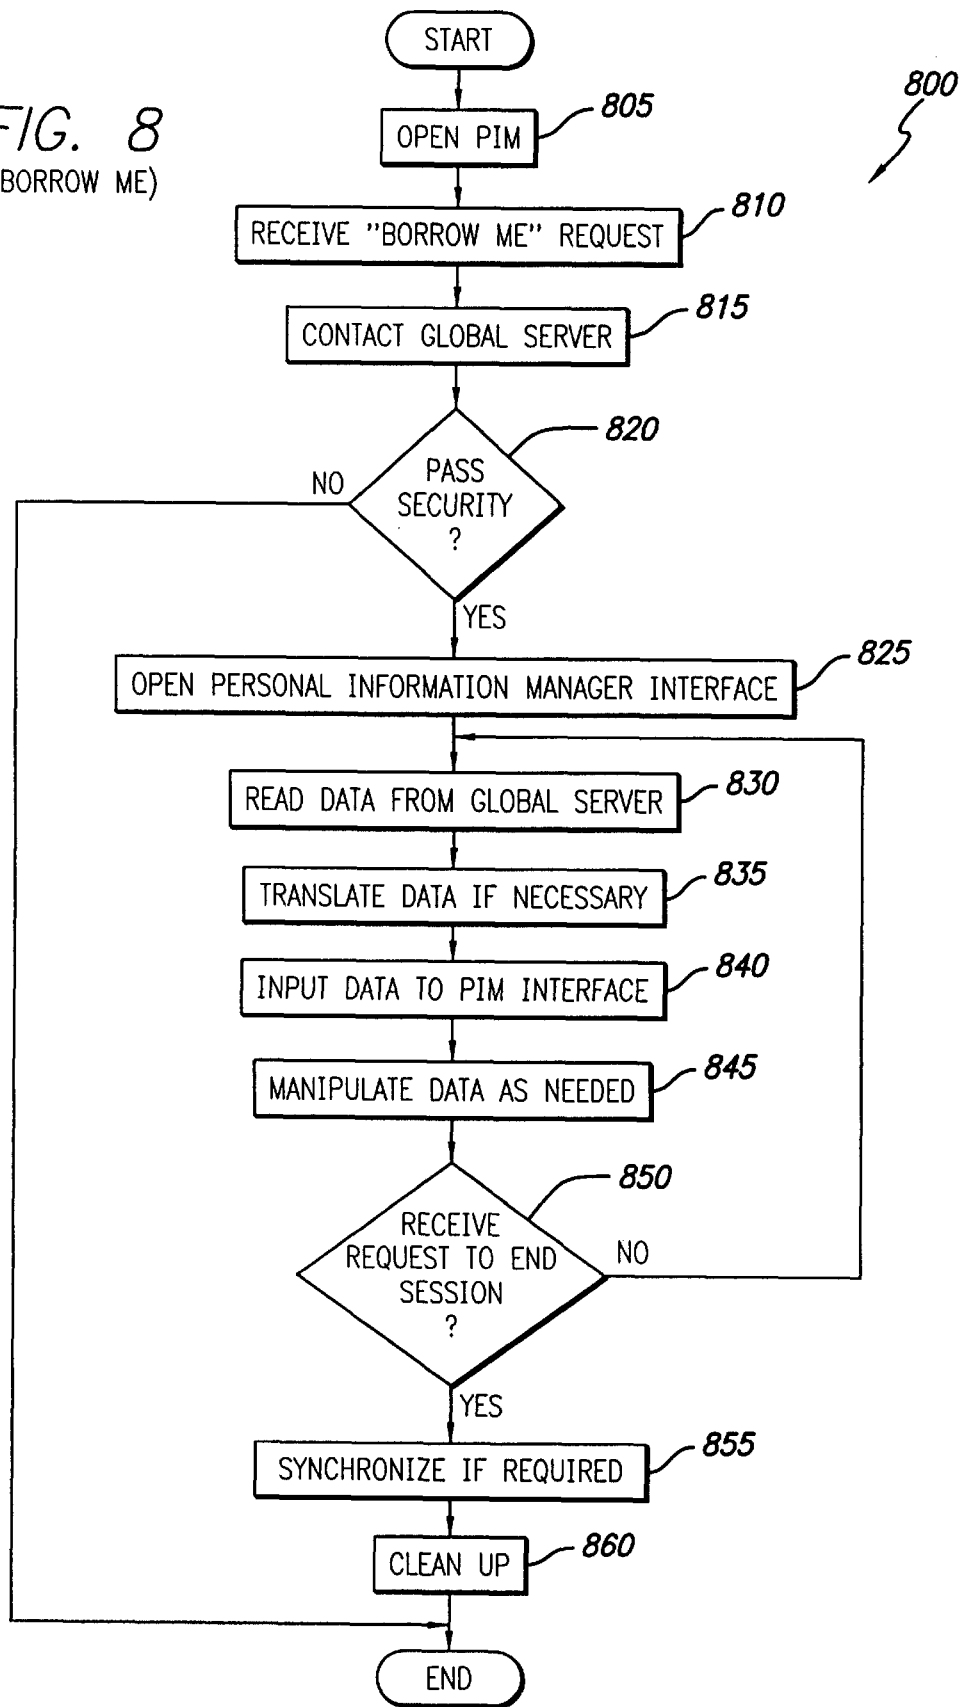 START
800
FIG. 8
BORROW ME)
805
OPEN PIM
810
RECEIVE "BORROW ME" REQUEST
815
CONTACT GLOBAL SERVER
820
PASS
SECURITY
?
NO
YES
825
OPEN PERSONAL INFORMATION MANAGER INTERFACE
830
READ DATA FROM GLOBAL SERVER
835
TRANSLATE DATA IF NECESSARY
840
INPUT DATA TO PIM INTERFACE
845
MANIPULATE DATA AS NEEDED
850
RECEIVE
REQUEST TO END
SESSION
?
NO
YES
855
SYNCHRONIZE IF REQUIRED
860
CLEAN UP
END